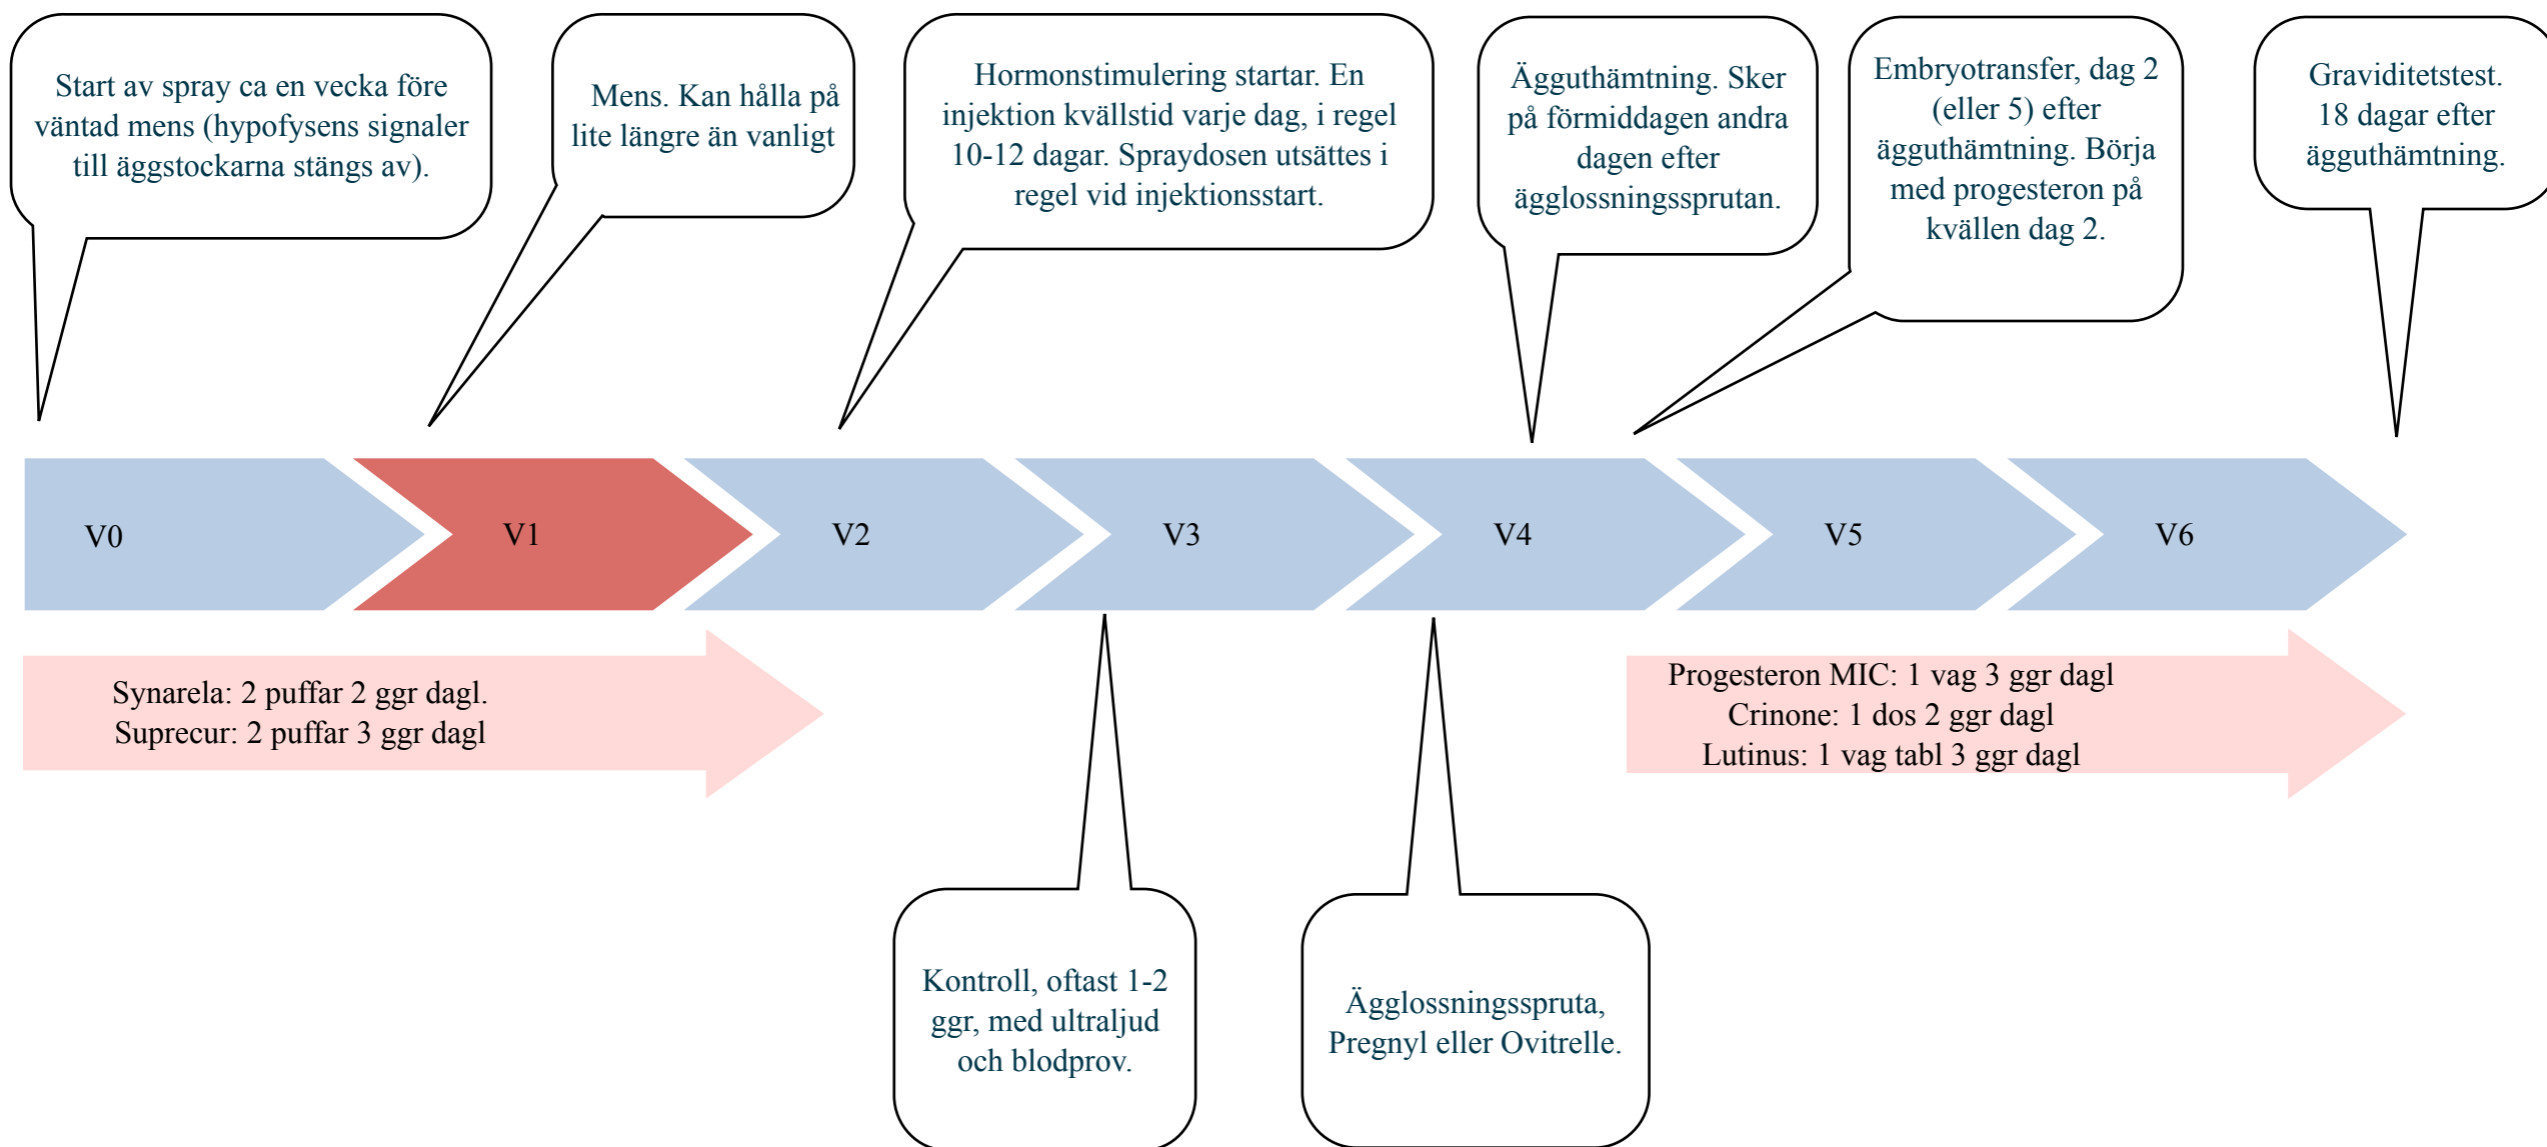 Start av spray ca en vecka före
väntad mens (hypofysens signaler
till äggstockarna stängs av).
Mens. Kan hålla på
lite längre än vanligt
Hormonstimulering startar. En
injektion kvällstid varje dag, i regel
10-12 dagar. Spraydosen utsättes i
regel vid injektionsstart.
Ägguthämtning. Sker
på förmiddagen andra
dagen efter
ägglossningssprutan.
Embryotransfer, dag 2
(eller 5) efter
ägguthämtning. Börja
med progesteron på
kvällen dag 2.
Graviditetstest.
18 dagar efter
ägguthämtning.
V0
V1
V2
V3
V4
V5
V6
Synarela: 2 puffar 2 ggr dagl.
Suprecur: 2 puffar 3 ggr dagl
Progesteron MIC: 1 vag 3 ggr dagl
Crinone: 1 dos 2 ggr dagl
Lutinus: 1 vag tabl 3 ggr dagl
Kontroll, oftast 1-2
ggr, med ultraljud
och blodprov.
Ägglossningsspruta,
Pregnyl eller Ovitrelle.